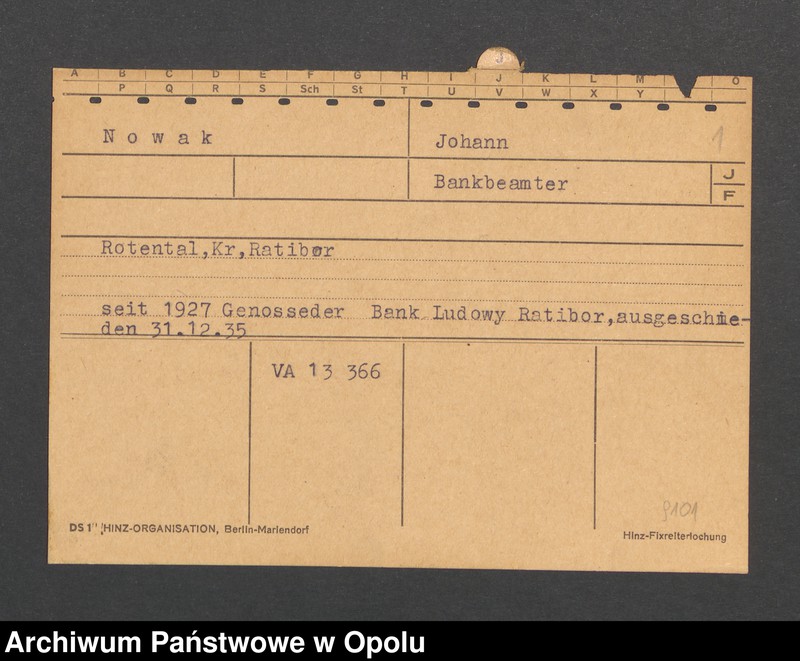 J
A B C D E F G H I J K L M O
P Q R S Sch St T U V W X Y
Nowak Johann 1
Bankbeamter J
F
Rotental,Kr,Ratibor
seit 1927 Genosseder Bank Ludowy Ratibor,ausgeschie-
den 31.12.35
VA 13 366
9101
DS 1" HINZ-ORGANISATION, Berlin-Mariendorf
Hinz-Fixreiterlochung
Archiwum Państwowe w Opolu